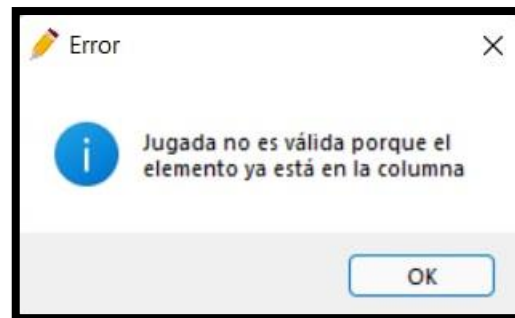 Error
Jugada no es válida porque el
elemento ya está en la columna
OK